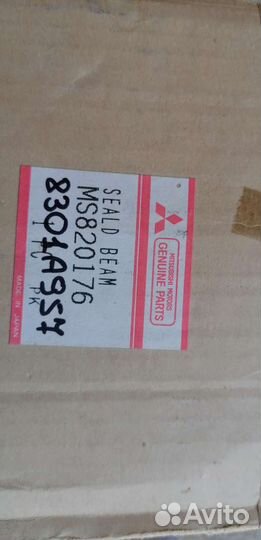 MITSUBISHI MOTORS
GENUINE PARTS
SEALD BEAM
MS820176
8301A957
MADE IN JAPAN
Avito